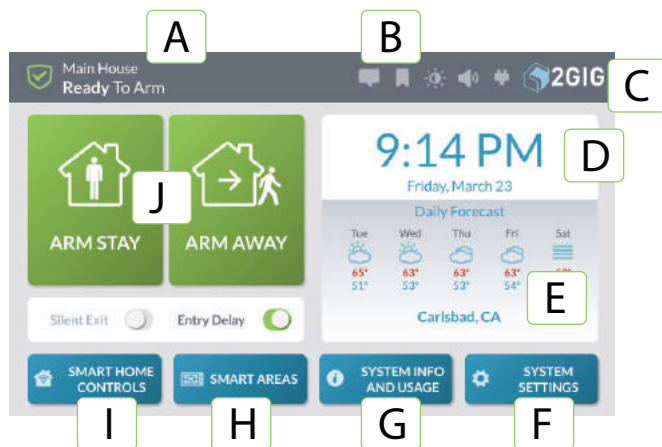 A
B
Main House
Ready To Arm
2GIG
C
9:14 PM
D
Friday, March 23
Daily Forecast
Tue Wed Thu Fri Sat
65° 63° 63° 63°
51° 53° 53° 54°
E
Carlsbad, CA
J
ARM STAY
ARM AWAY
Silent Exit
Entry Delay
SMART HOME
CONTROLS
SMART AREAS
SYSTEM INFO
AND USAGE
SYSTEM
SETTINGS
I
H
G
F